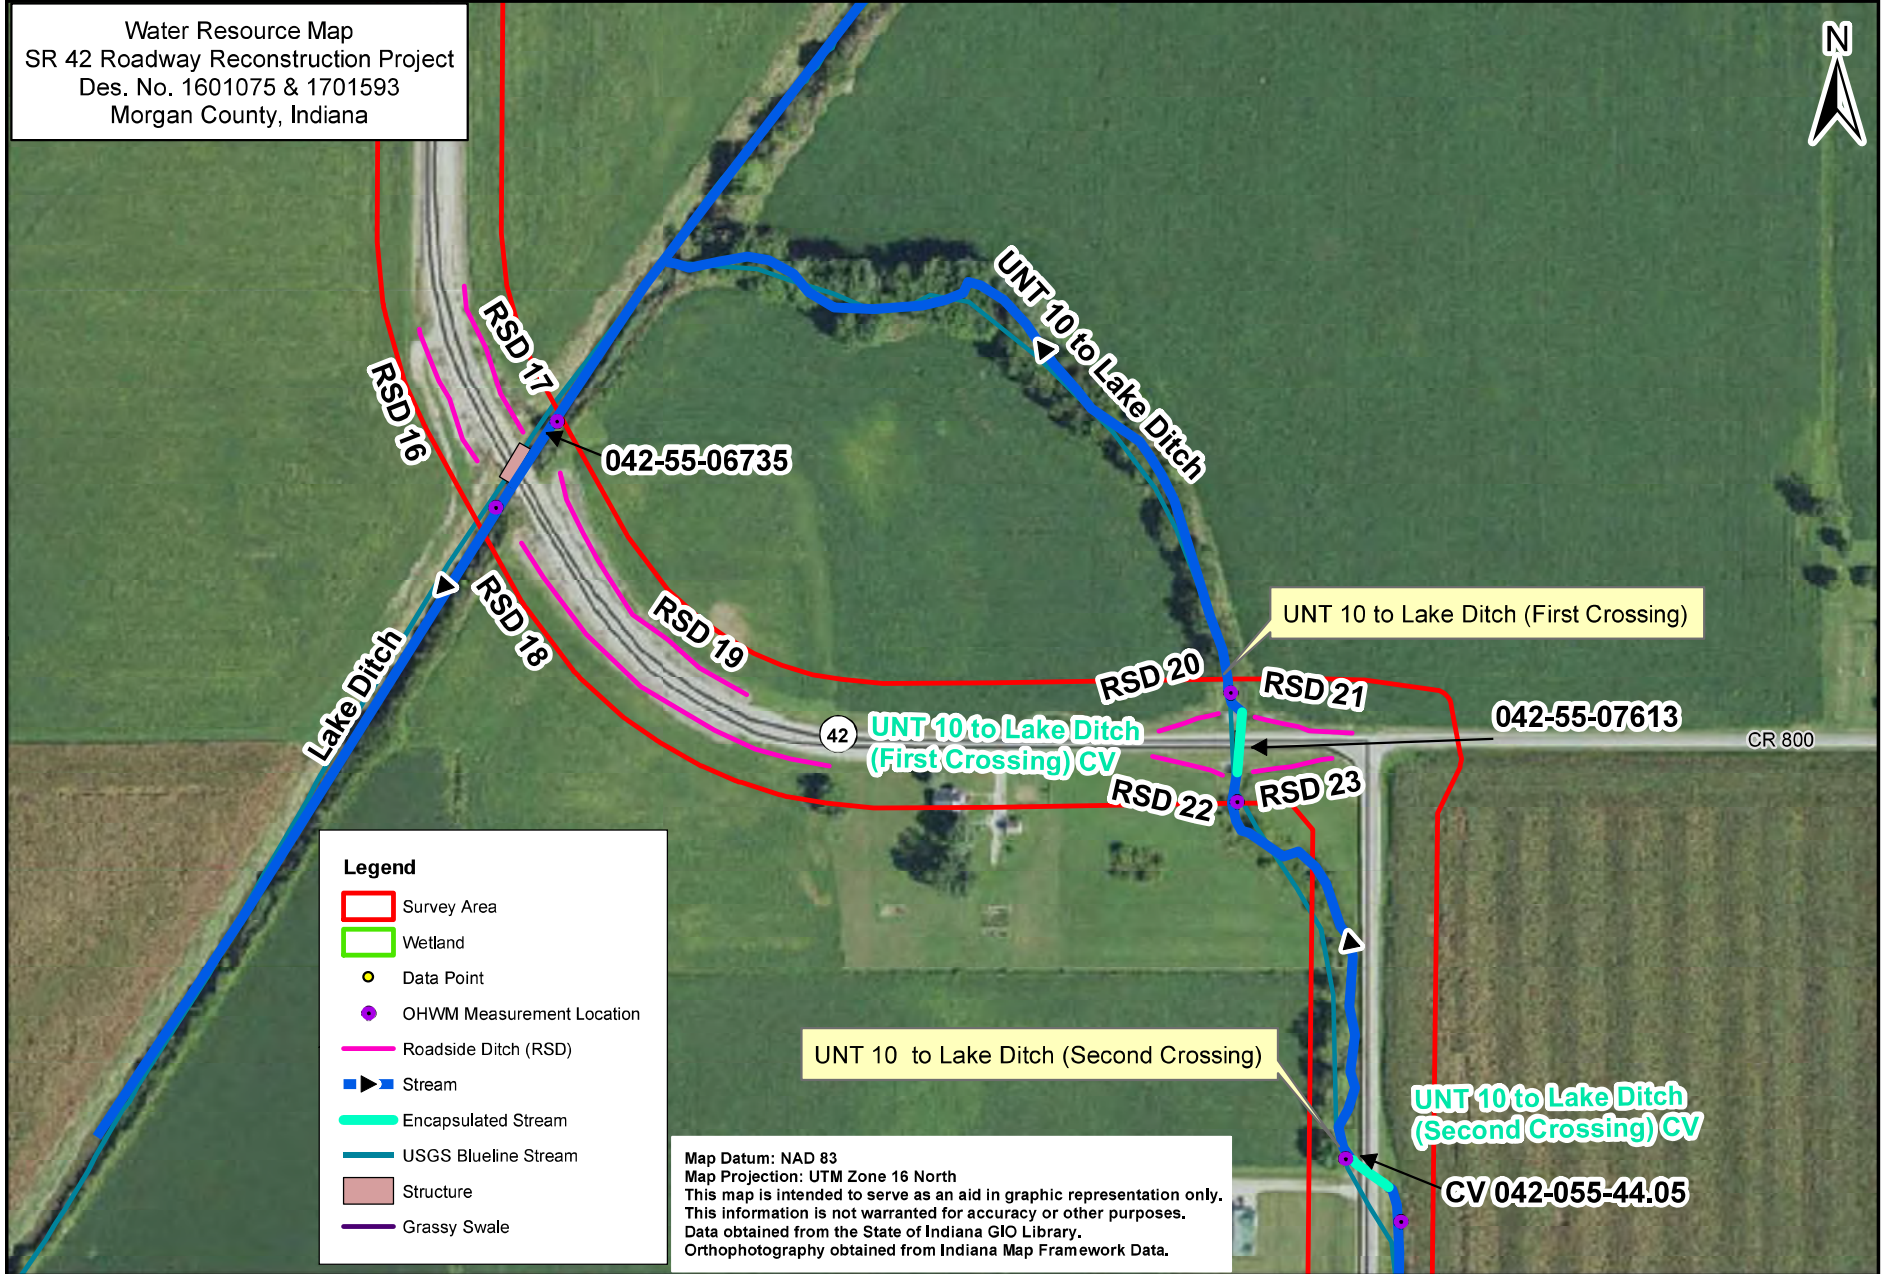 Water Resource Map
SR 42 Roadway Reconstruction Project
Des. No. 1601075 & 1701593
Morgan County, Indiana
N
UNT 10 to Lake Ditch
RSD 17
RSD 16
042-55-06735
RSD 18
RSD 19
Lake Ditch
UNT 10 to Lake Ditch (First Crossing)
RSD 20
RSD 21
042-55-07613
42
UNT 10 to Lake Ditch
(First Crossing) CV
CR 800
RSD 22
RSD 23
Legend
Survey Area
Wetland
Data Point
OHWM Measurement Location
Roadside Ditch (RSD)
Stream
Encapsulated Stream
USGS Blueline Stream
Structure
Grassy Swale
UNT 10 to Lake Ditch (Second Crossing)
UNT 10 to Lake Ditch
(Second Crossing) CV
CV 042-055-44.05
Map Datum: NAD 83
Map Projection: UTM Zone 16 North
This map is intended to serve as an aid in graphic representation only.
This information is not warranted for accuracy or other purposes.
Data obtained from the State of Indiana GIO Library.
Orthophotography obtained from Indiana Map Framework Data.